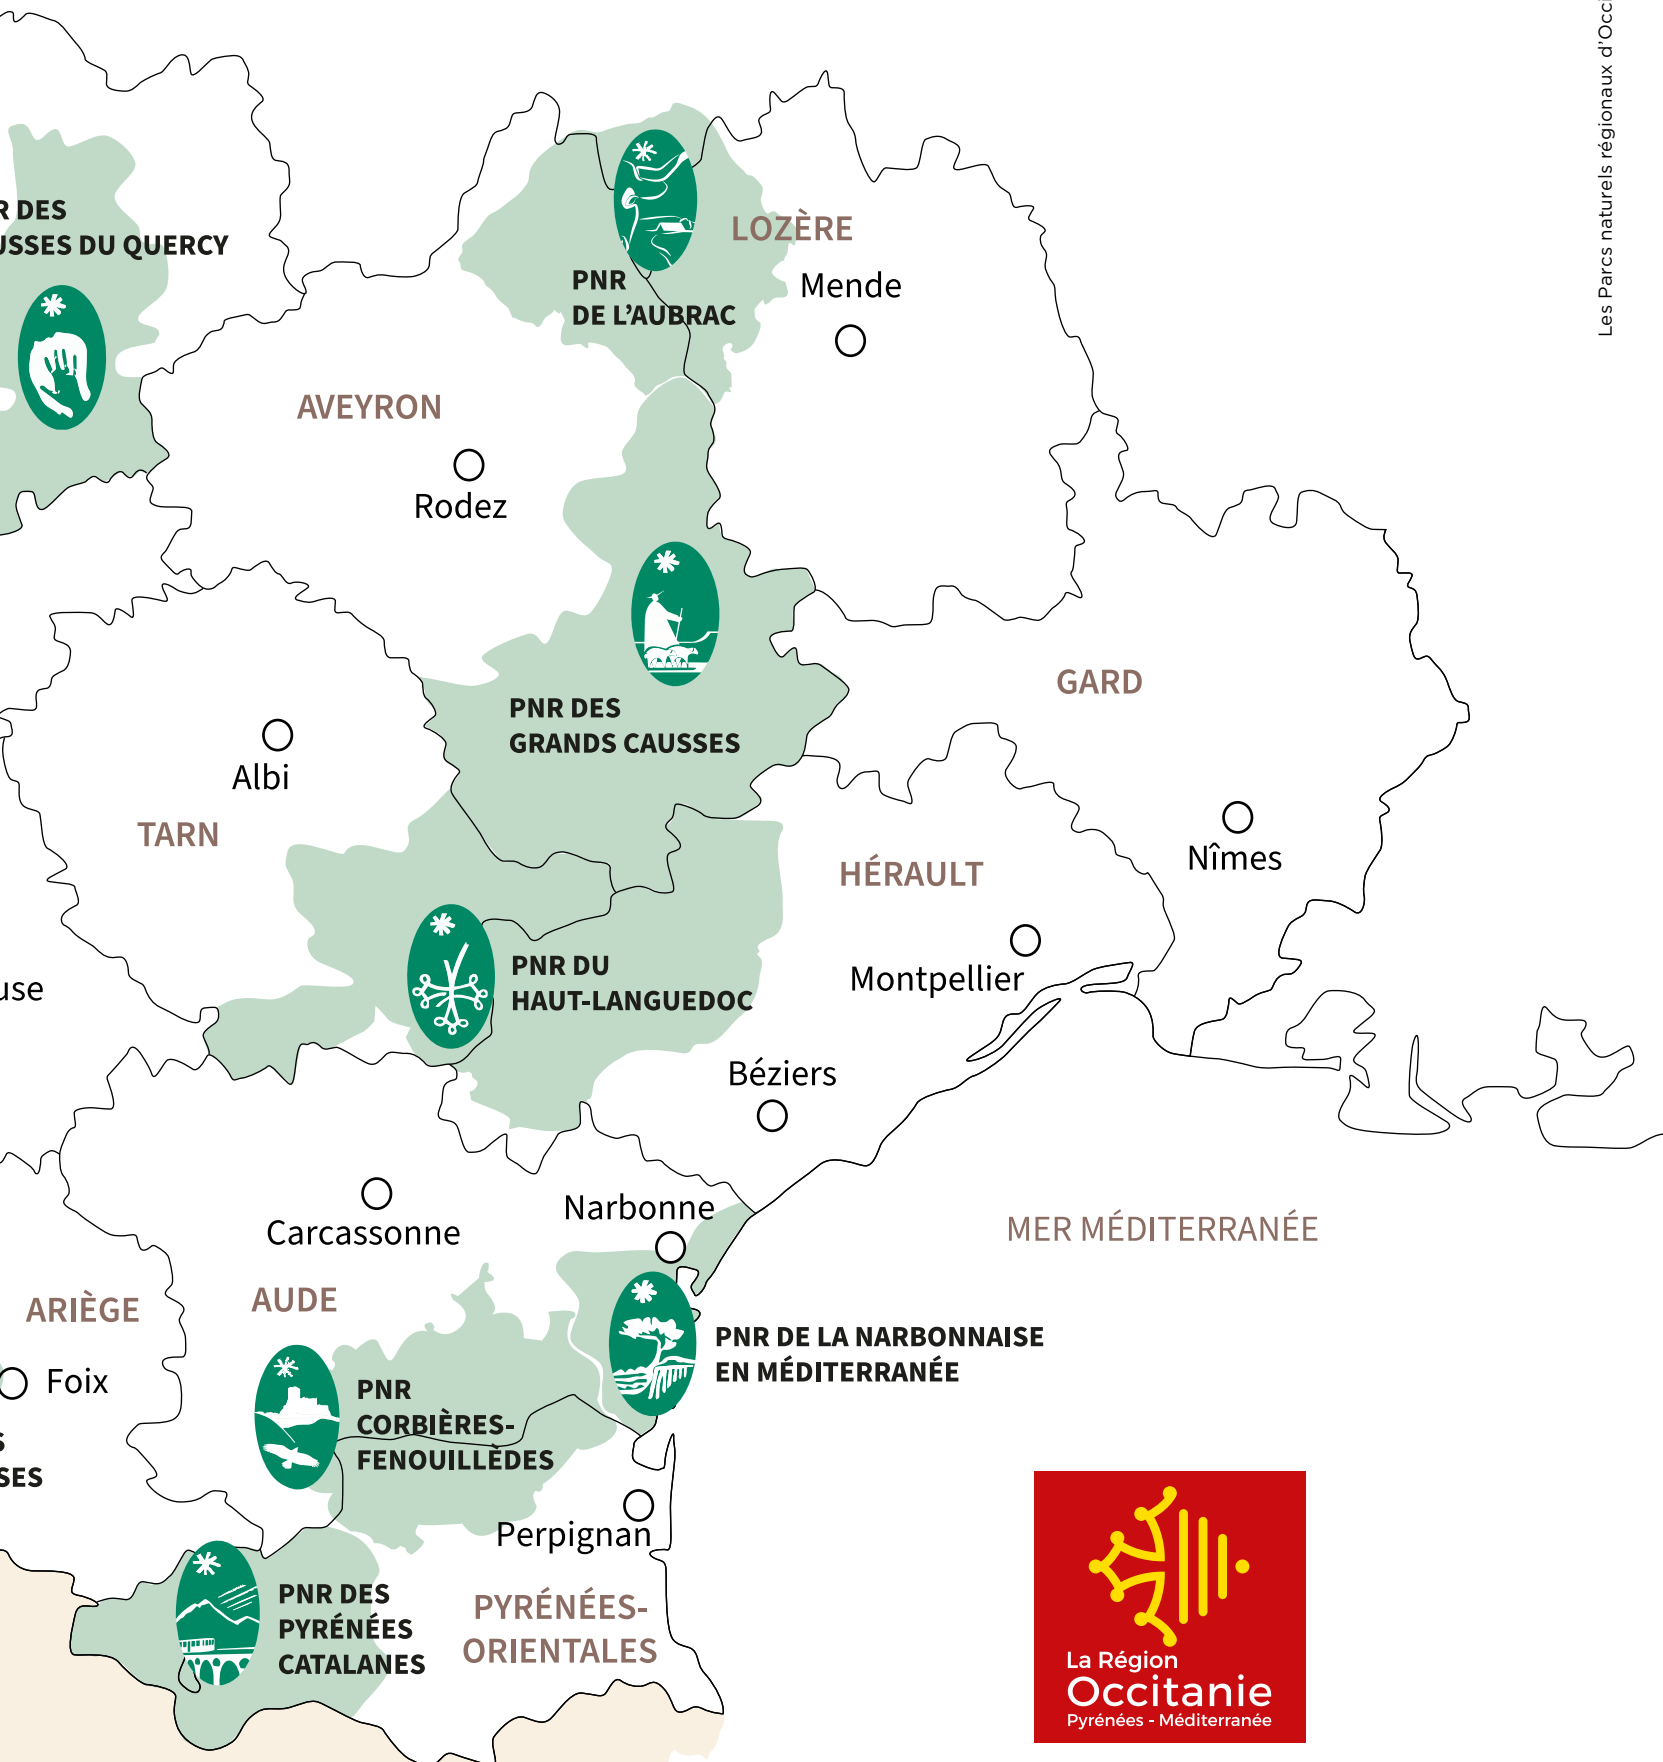 Les Parcs naturels régionaux d'Occi
R DES
USSES DU QUERCY
LOZÈRE
PNR
DE L'AUBRAC
Mende
AVEYRON
Rodez
PNR DES
GRANDS CAUSSES
GARD
Albi
TARN
Nîmes
HÉRAULT
Montpellier
PNR DU
HAUT-LANGUEDOC
use
Béziers
Carcassonne
Narbonne
MER MÉDITERRANÉE
ARIÈGE
AUDE
PNR DE LA NARBONNAISE
EN MÉDITERRANÉE
Foix
PNR
CORBIÈRES-
FENOUILLÈDES
S
SES
Perpignan
PNR DES
PYRÉNÉES
CATALANES
PYRÉNÉES-
ORIENTALES
La Région
Occitanie
Pyrénées - Méditerranée